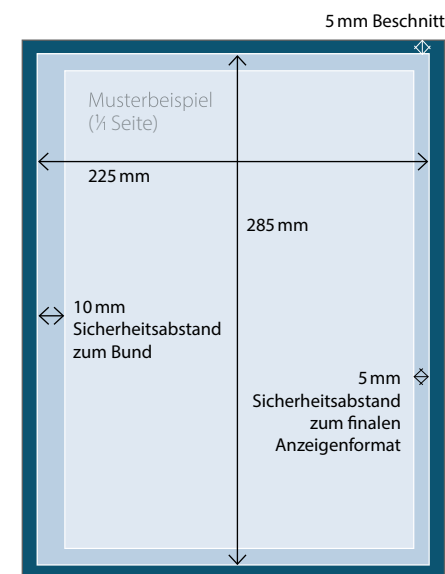 5 mm Beschnitt
Musterbeispiel
(1/1 Seite)
225 mm
285 mm
10 mm
Sicherheitsabstand
zum Bund
5 mm
Sicherheitsabstand
zum finalen
Anzeigenformat